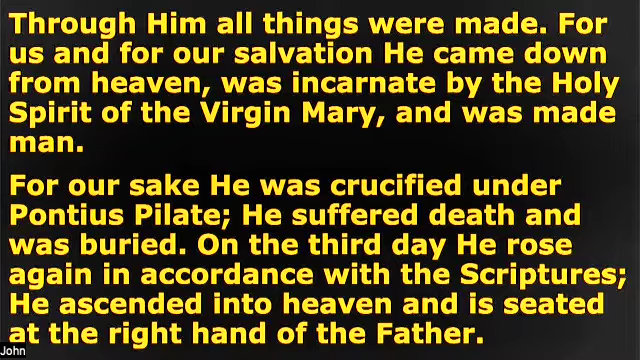 Through Him all things were made. For
us and for our salvation He came down
from heaven, was incarnate by the Holy
Spirit of the Virgin Mary, and was made
man.
For our sake He was crucified under
Pontius Pilate; He suffered death and
was buried. On the third day He rose
again in accordance with the Scriptures;
He ascended into heaven and is seated
at the right hand of the Father.
John